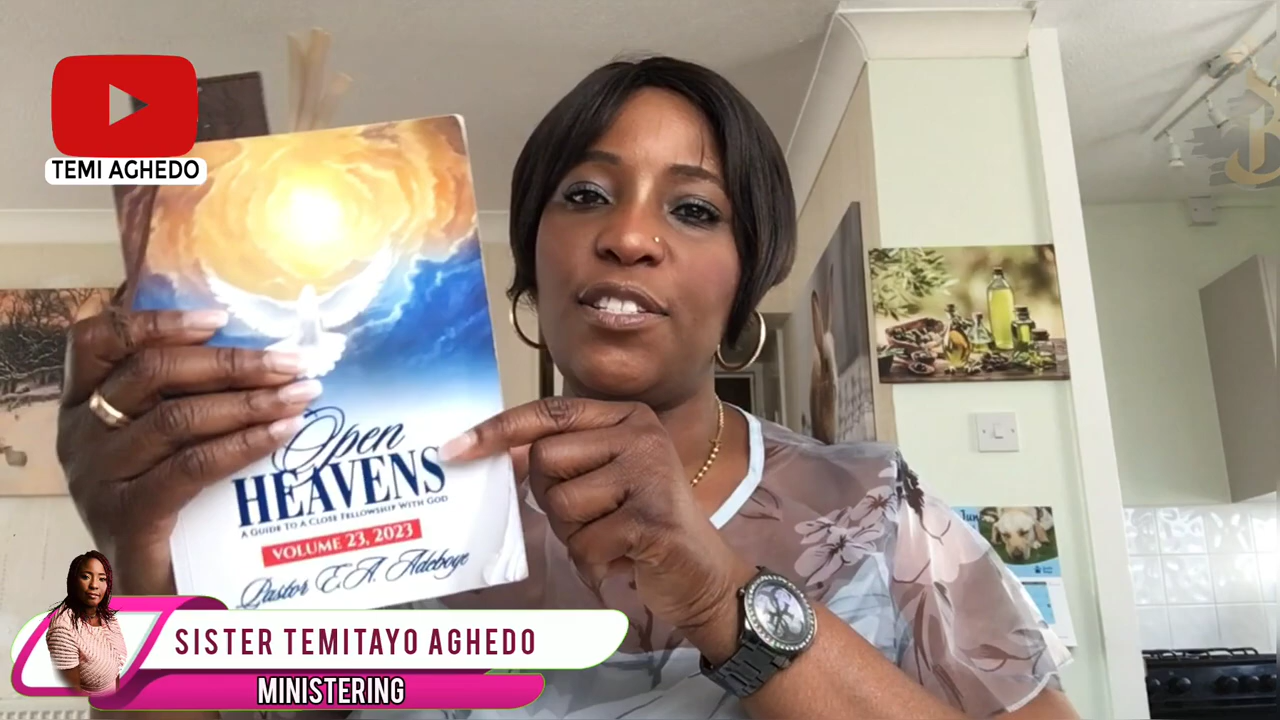 TEMI AGHEDO
Open
HEAVENS
A GUIDE TO A CLOSE FELLOWSHIP WITH GOD
VOLUME 23, 2023
Pastor E. A. Adeboye
Jun
SISTER TEMITAYO AGHEDO
MINISTERING